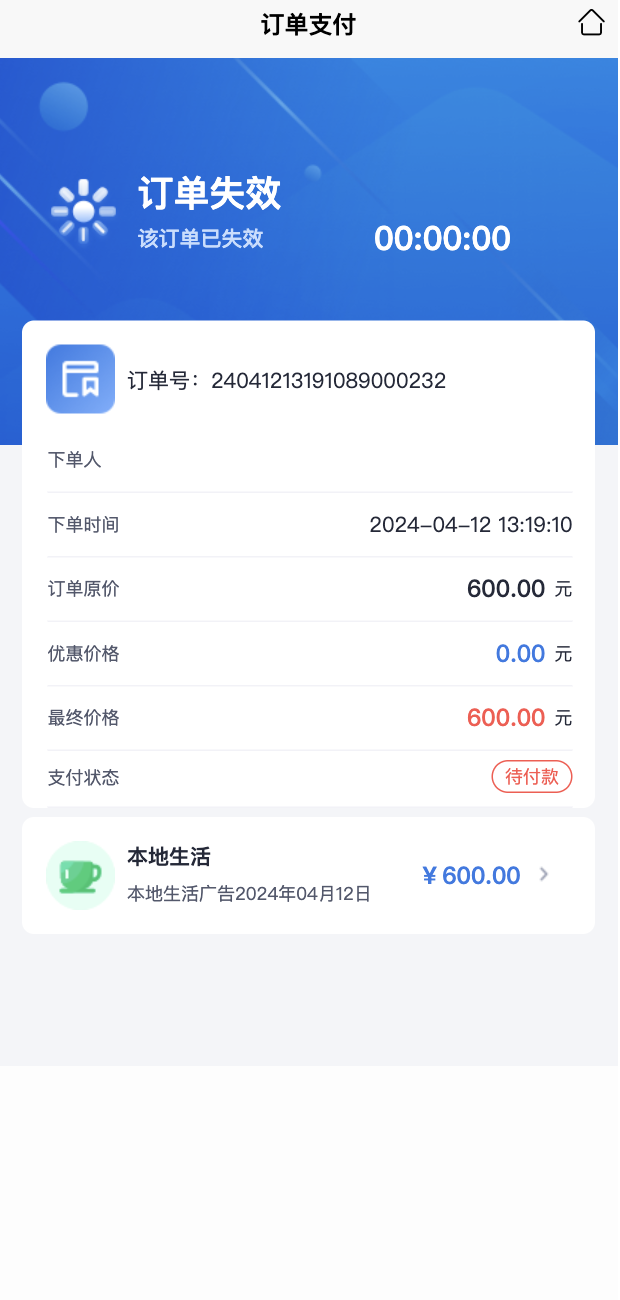 订单支付
订单失效
该订单已失效
00:00:00
订单号：24041213191089000232
下单人
下单时间 2024-04-12 13:19:10
订单原价 600.00 元
优惠价格 0.00 元
最终价格 600.00 元
支付状态 待付款
本地生活
本地生活广告2024年04月12日
¥ 600.00